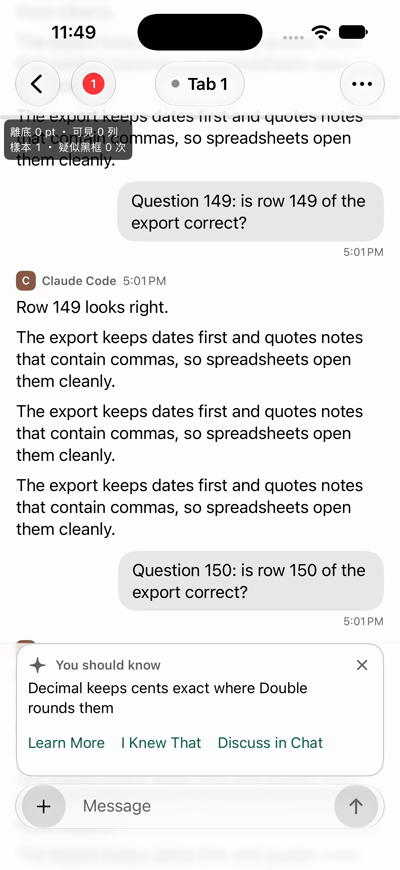 11:49
1
Tab 1
The export keeps dates first and quotes notes
離底 0 pt・可見 0 列
樣本 1・疑似黑框 0 次
that contain commas, so spreadsheets open
them cleanly.
Question 149: is row 149 of the
export correct?
5:01 PM
C Claude Code 5:01 PM
Row 149 looks right.
The export keeps dates first and quotes notes
that contain commas, so spreadsheets open
them cleanly.
The export keeps dates first and quotes notes
that contain commas, so spreadsheets open
them cleanly.
The export keeps dates first and quotes notes
that contain commas, so spreadsheets open
them cleanly.
Question 150: is row 150 of the
export correct?
5:01 PM
You should know
Decimal keeps cents exact where Double
rounds them
Learn More I Knew That Discuss in Chat
Message